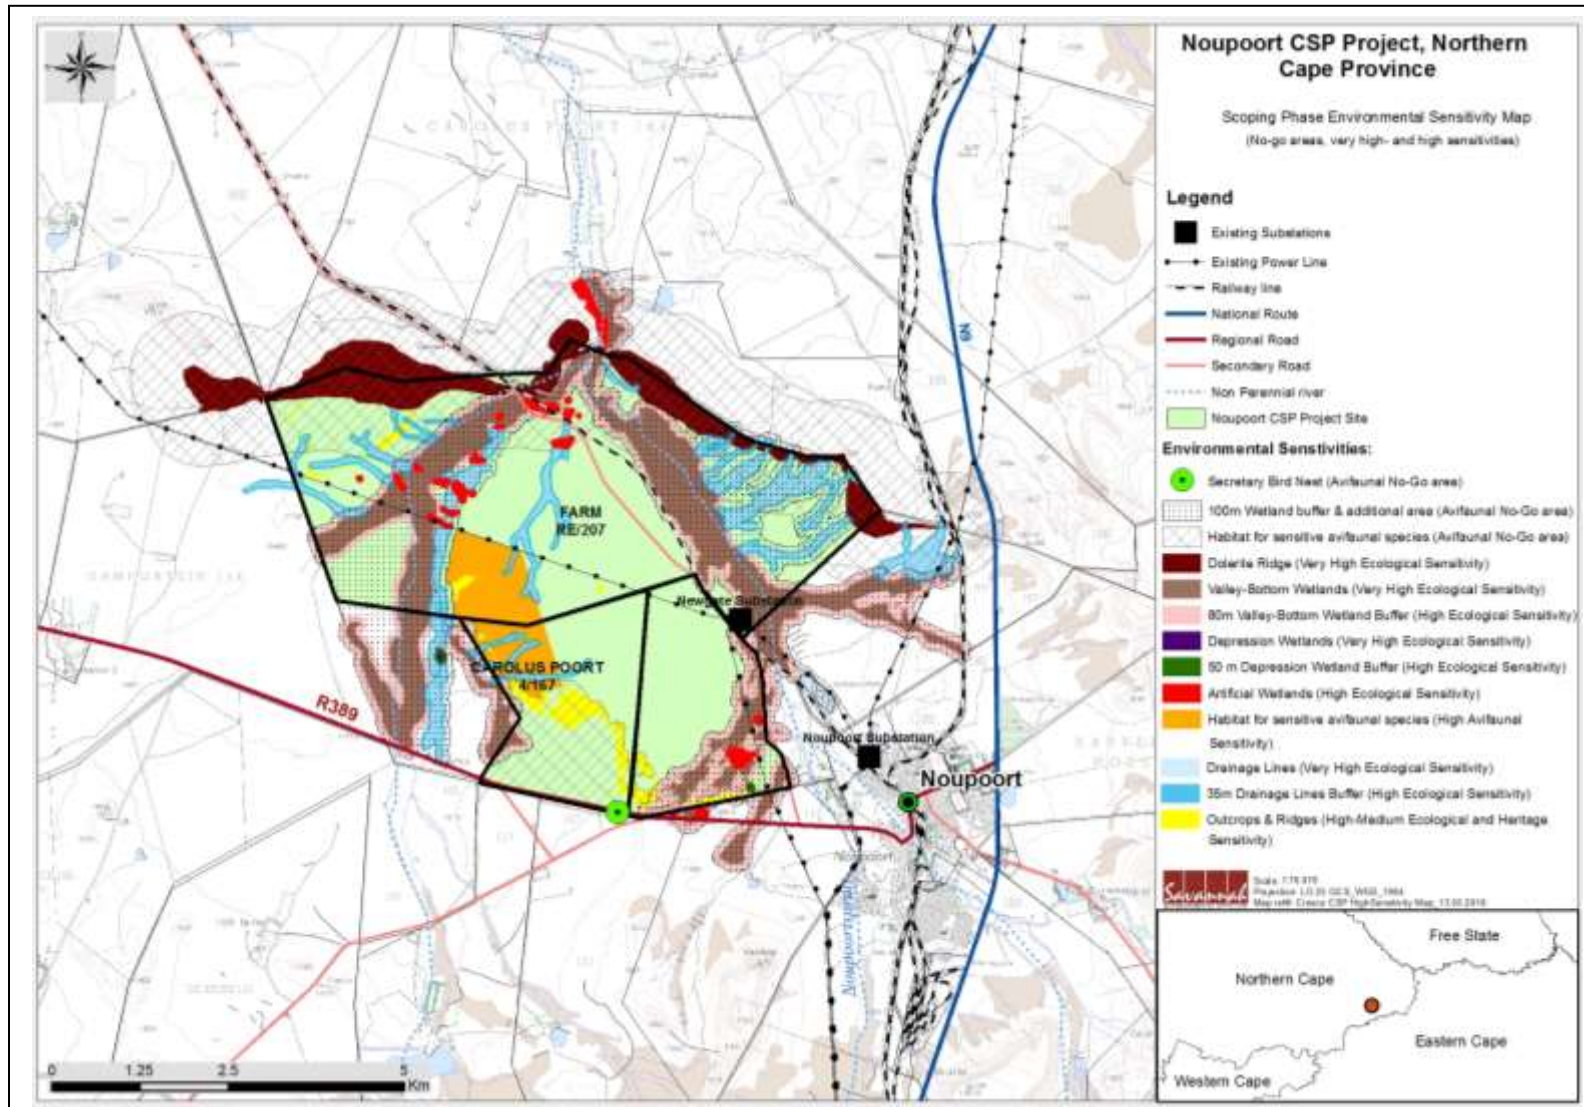 Noupoort CSP Project, Northern
Cape Province
Scoping Phase Environmental Sensitivity Map
(No-go areas, very high- and high sensitivities)
Legend
Existing Substations
Existing Power Line
Railway line
National Route
Regional Road
Secondary Road
Non Perennial river
Noupoort CSP Project Site
Environmental Senstivities:
Secretary Bird Nest (Avifaunal No-Go area)
100m Wetland buffer & additional area (Avifaunal No-Go area)
Habitat for sensitive avifaunal species (Avifaunal No-Go area)
Dolerite Ridge (Very High Ecological Sensitivity)
Valley-Bottom Wetlands (Very High Ecological Sensitivity)
80m Valley-Bottom Wetland Buffer (High Ecological Sensitivity)
Depression Wetlands (Very High Ecological Sensitivity)
50 m Depression Wetland Buffer (High Ecological Sensitivity)
Artificial Wetlands (High Ecological Sensitivity)
Habitat for sensitive avifaunal species (High Avifaunal
Sensitivity)
Drainage Lines (Very High Ecological Sensitivity)
35m Drainage Lines Buffer (High Ecological Sensitivity)
Outcrops & Ridges (High-Medium Ecological and Heritage
Sensitivity)
Savannah
Free State
Northern Cape
Eastern Cape
Western Cape
N9
FARM
RE/207
Newgate Substation
CAROLUS POORT
4/167
R389
Noupoort Substation
Noupoort
Noupoort
0 1.25 2.5 5
Km